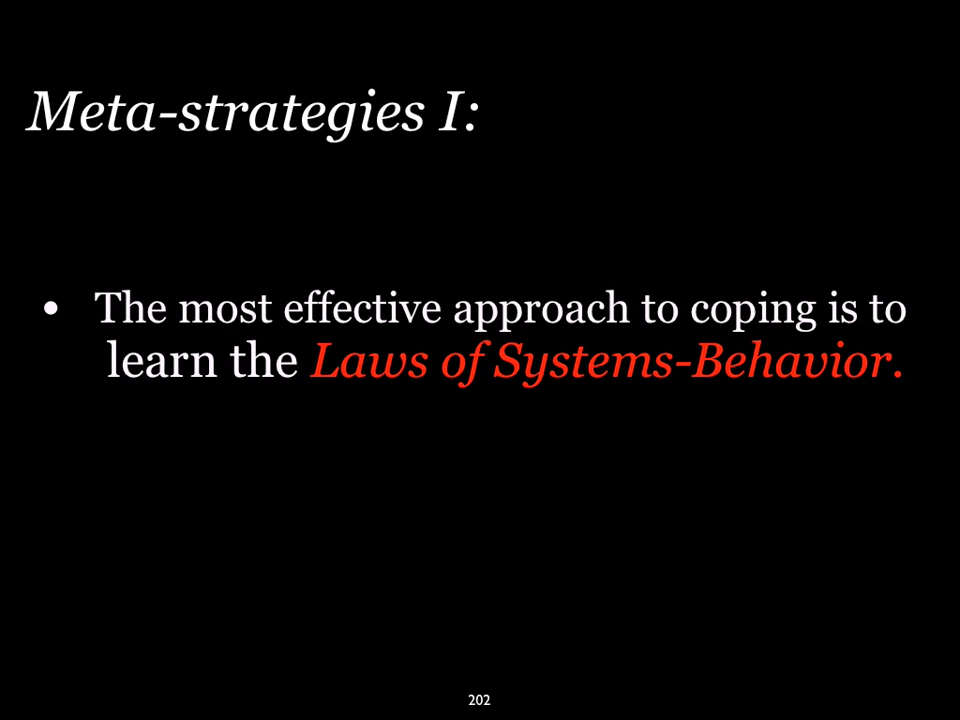 Meta-strategies I:
• The most effective approach to coping is to
learn the Laws of Systems-Behavior.
202